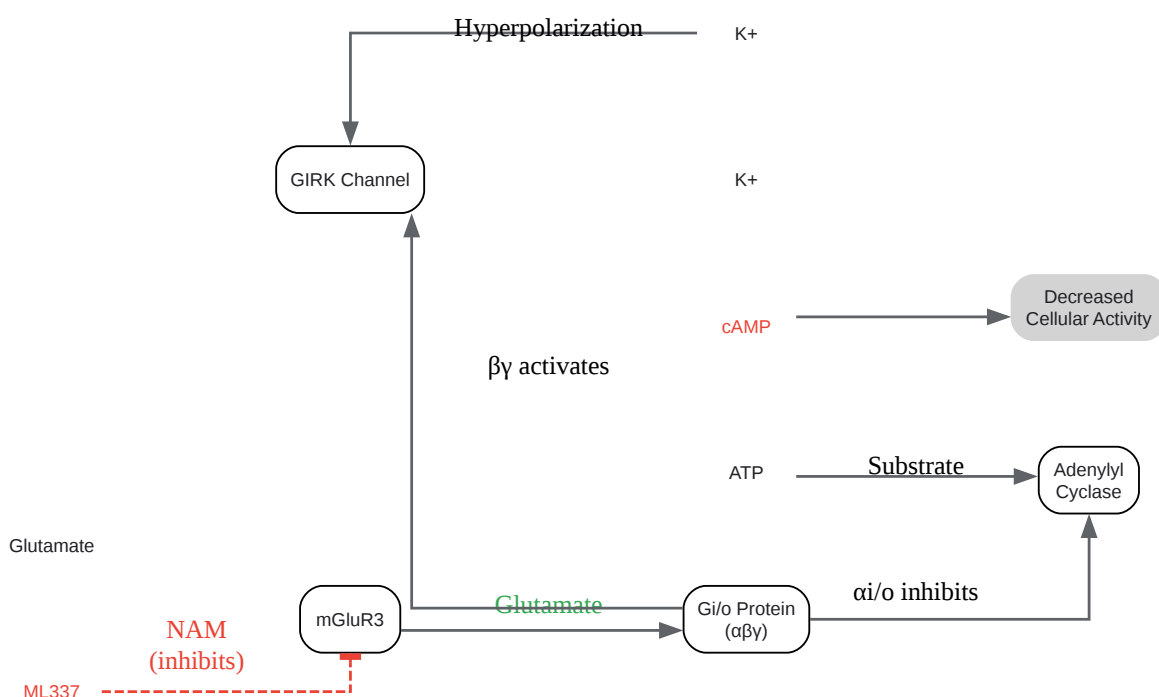 Hyperpolarization
K+
GIRK Channel
K+
Decreased
Cellular Activity
cAMP
βγ activates
Substrate
ATP
Adenylyl
Cyclase
Glutamate
αi/o inhibits
Glutamate
mGluR3
Gi/o Protein
(αβγ)
NAM
(inhibits)
ML337